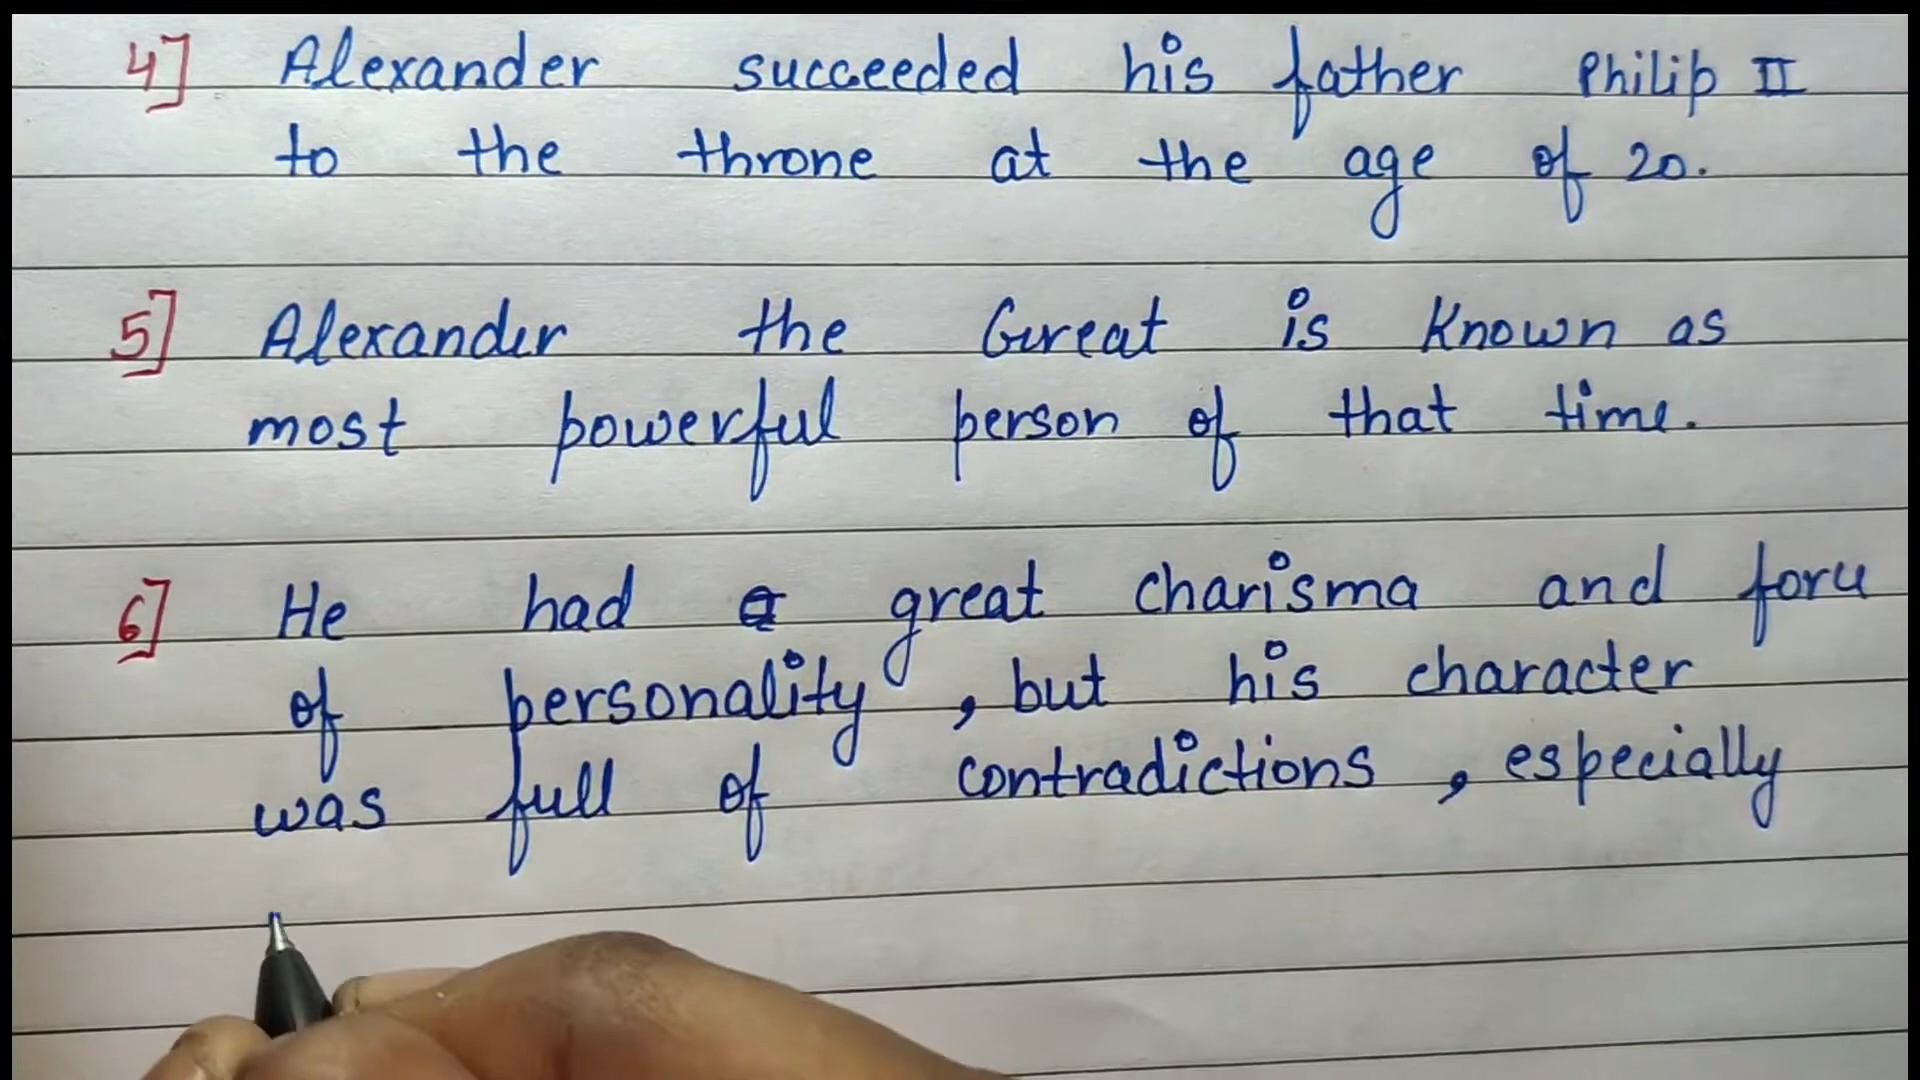 4] Alexander succeeded his father Philip II
to the throne at the age of 20.
5] Alexander the Great is Known as
most powerful person of that time.
6] He had a great charisma and force
of personality, but his character
was full of contradictions, especially